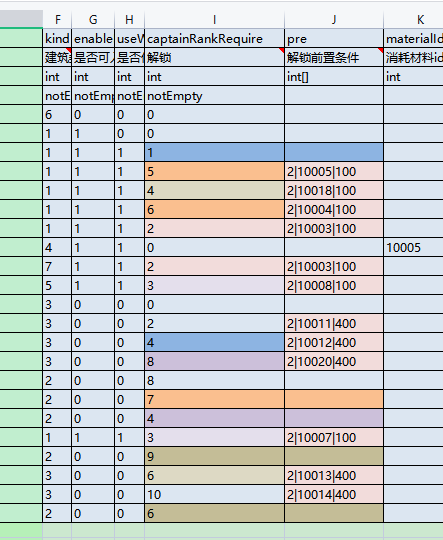 F G H I J K
kind enable useW captainRankRequire pre materialId
建筑 是否可 是否 解锁 解锁前置条件 消耗材料id
int int int int int[] int
notE notEmp notE notEmpty
6 0 0 0
1 1 0 0
1 1 1 1
1 1 1 5 2|10005|100
1 1 1 4 2|10018|100
1 1 1 6 2|10004|100
1 1 1 2 2|10003|100
4 1 1 0 10005
7 1 1 2 2|10003|100
5 1 1 3 2|10008|100
3 0 0 0
3 0 0 2 2|10011|400
3 0 0 4 2|10012|400
3 0 0 8 2|10020|400
2 0 0 8
2 0 0 7
2 0 0 4
1 1 1 3 2|10007|100
2 0 0 9
3 0 0 6 2|10013|400
3 0 0 10 2|10014|400
2 0 0 6